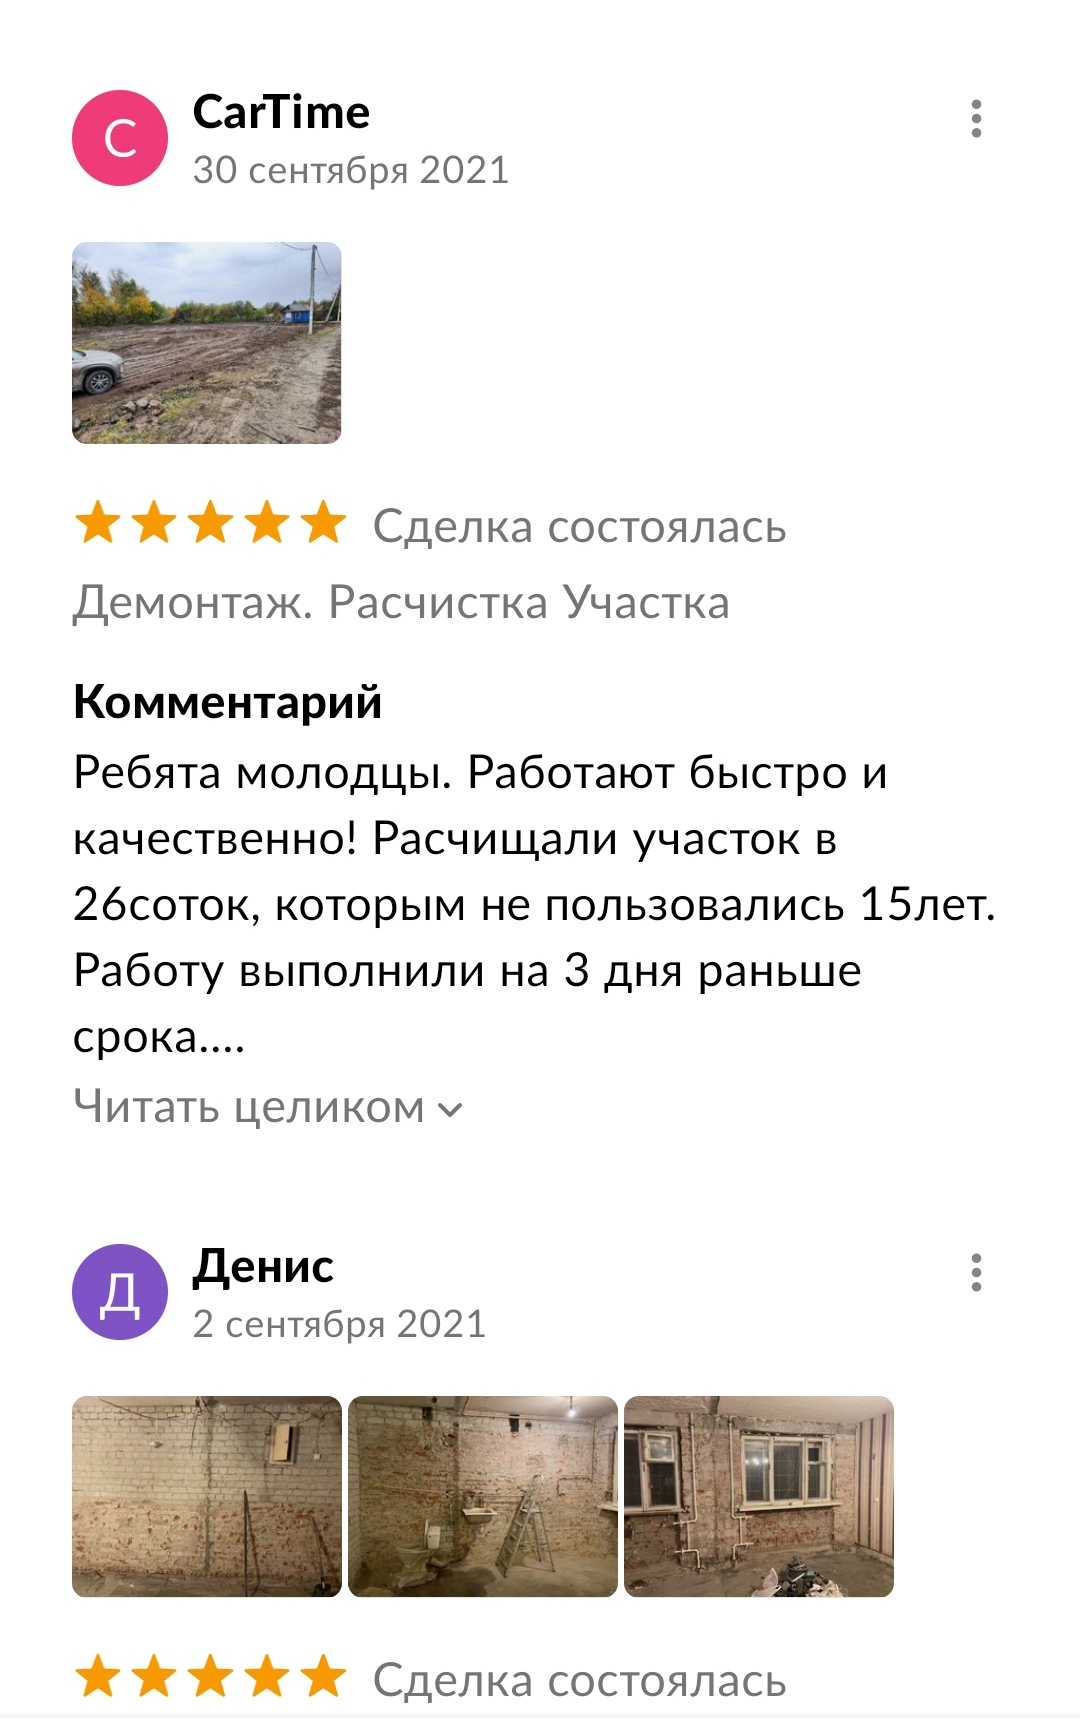 С
CarTime
30 сентября 2021
Сделка состоялась
Демонтаж. Расчистка Участка
Комментарий
Ребята молодцы. Работают быстро и
качественно! Расчищали участок в
26соток, которым не пользовались 15лет.
Работу выполнили на 3 дня раньше
срока....
Читать целиком
Д
Денис
2 сентября 2021
Сделка состоялась